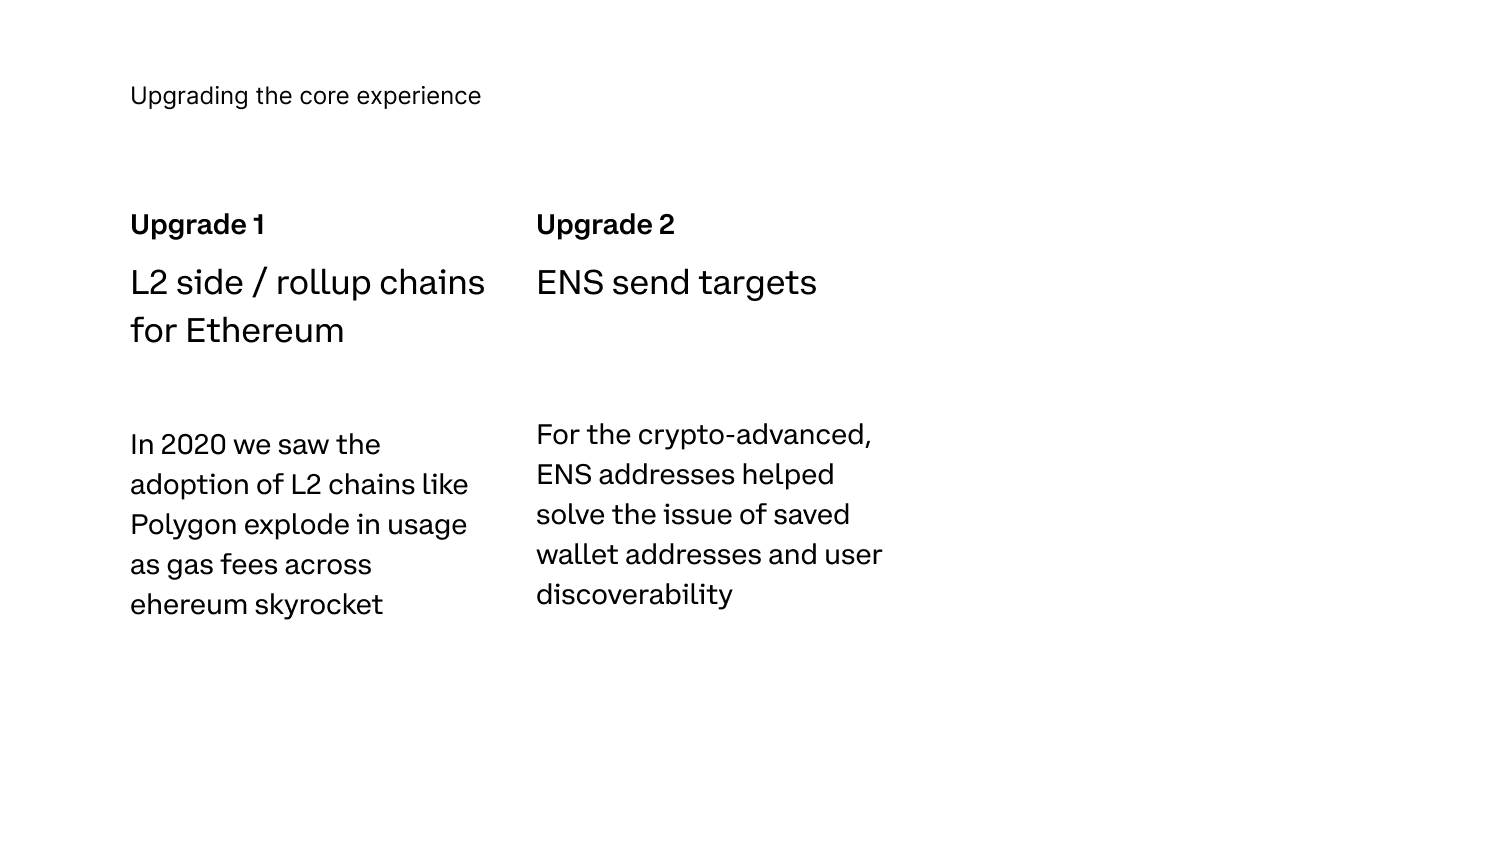 Upgrading the core experience
Upgrade 1
L2 side / rollup chains
for Ethereum
In 2020 we saw the
adoption of L2 chains like
Polygon explode in usage
as gas fees across
ehereum skyrocket
Upgrade 2
ENS send targets
For the crypto-advanced,
ENS addresses helped
solve the issue of saved
wallet addresses and user
discoverability